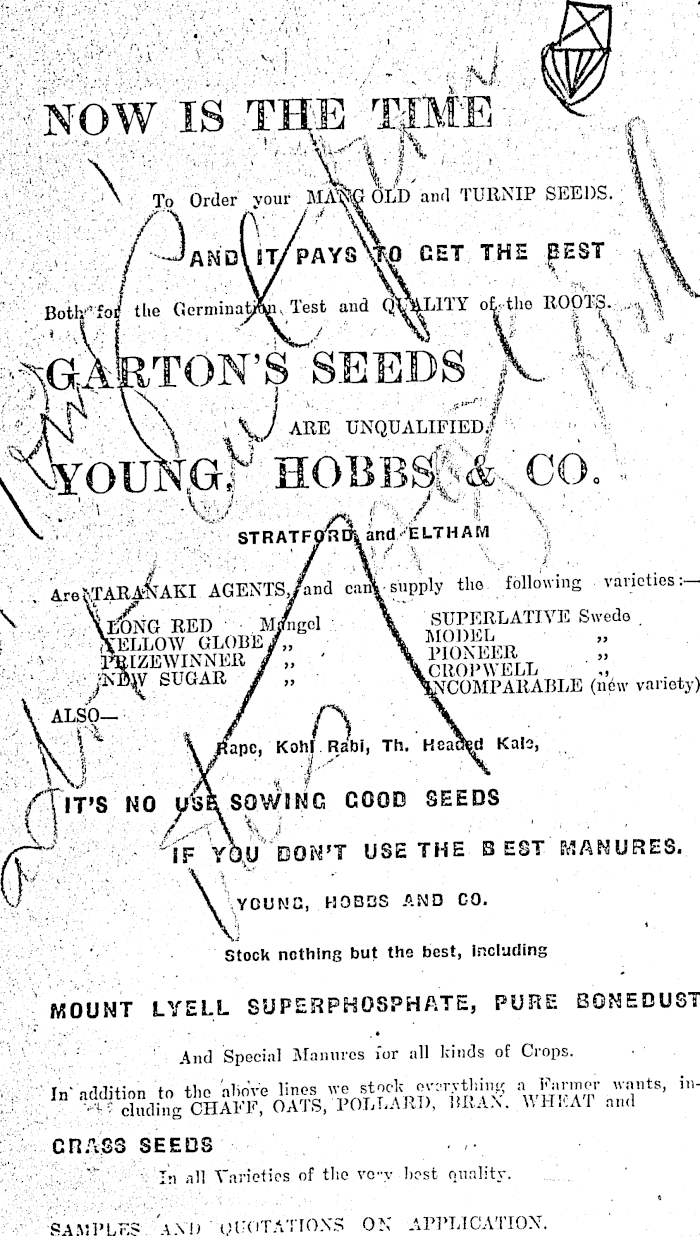 NOW IS THE TIME
To Order your MANGOLD and TURNIP SEEDS.
AND IT PAYS TO GET THE BEST
Both for the Germination Test and QUALITY of the ROOTS.
GARTON'S SEEDS
ARE UNQUALIFIED.
YOUNG, HOBBS & CO.
STRATFORD and ELTHAM
Are TARANAKI AGENTS, and can supply the following varieties:—
LONG RED Mangel
YELLOW GLOBE „
PRIZEWINNER „
NEW SUGAR „
SUPERLATIVE Swede
MODEL „
PIONEER „
CROPWELL „
INCOMPARABLE (new variety)
ALSO—
Rape, Kohl Rabi, Th. Headed Kale,
IT'S NO USE SOWING GOOD SEEDS
IF YOU DON'T USE THE BEST MANURES.
YOUNG, HOBBS AND CO.
Stock nothing but the best, including
MOUNT LYELL SUPERPHOSPHATE, PURE BONEDUST
And Special Manures for all kinds of Crops.
In addition to the above lines we stock everything a Farmer wants, in-
cluding CHAFF, OATS, POLLARD, BRAN, WHEAT and
GRASS SEEDS
In all Varieties of the very best quality.
SAMPLES AND QUOTATIONS ON APPLICATION.